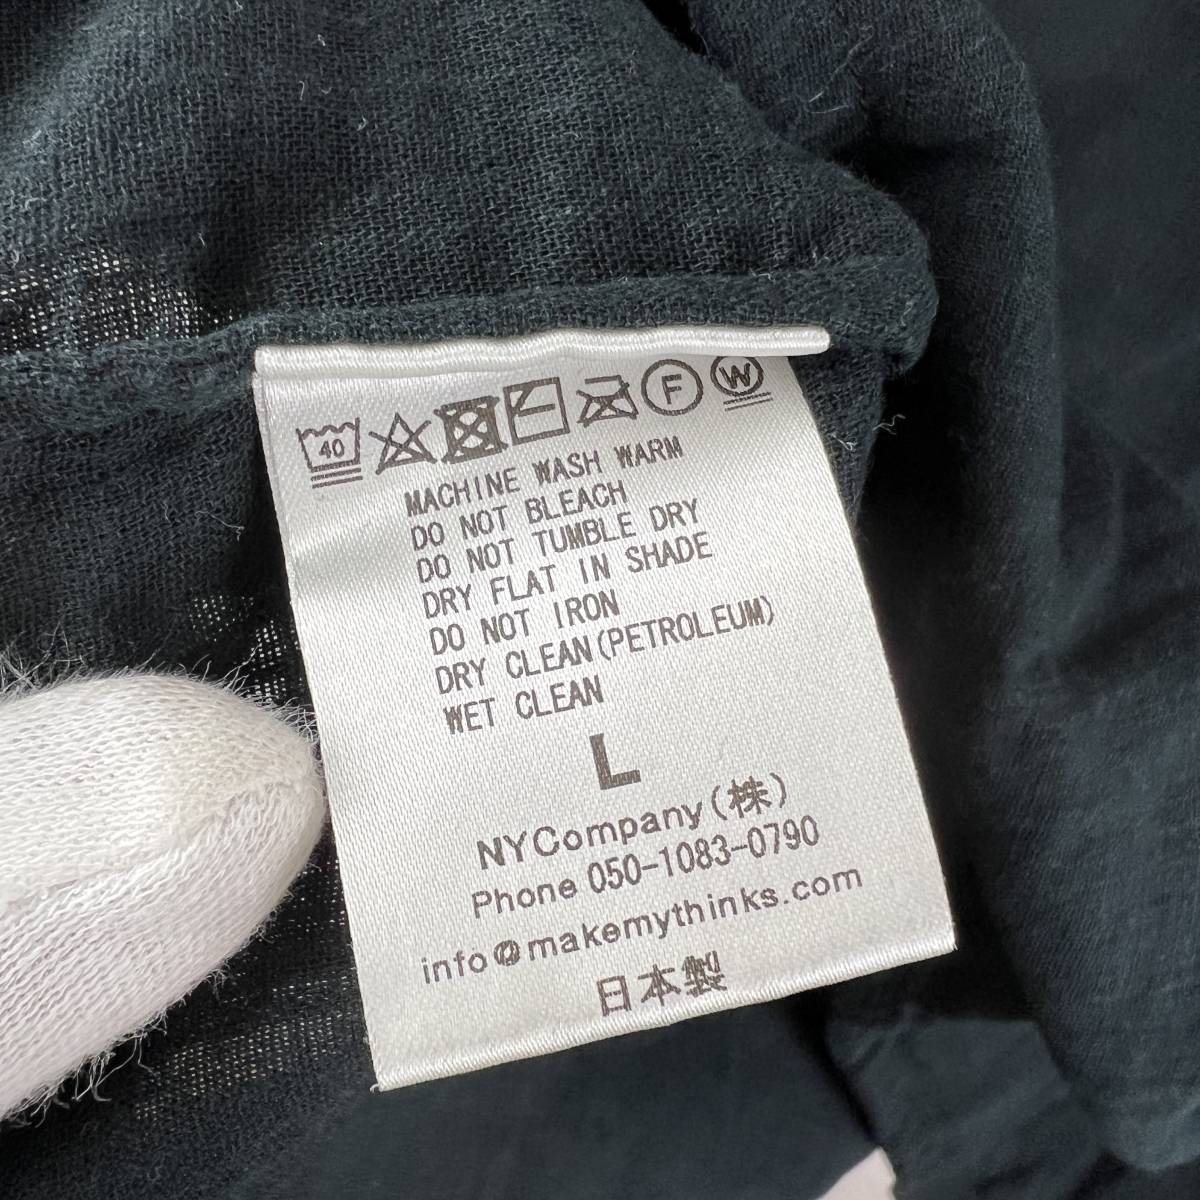 40 F W
MACHINE WASH WARM
DO NOT BLEACH
DO NOT TUMBLE DRY
DRY FLAT IN SHADE
DO NOT IRON
DRY CLEAN(PETROLEUM)
WET CLEAN
L
NYCompany(株)
Phone 050-1083-0790
info@makemythinks.com
日本製